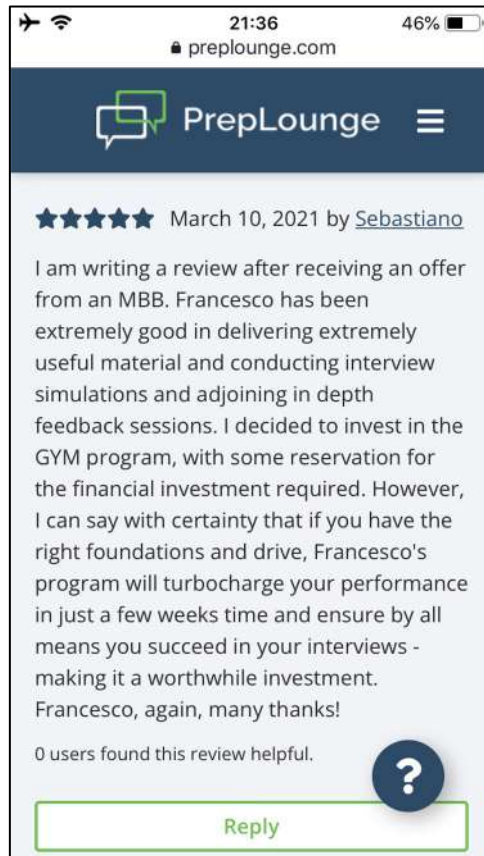 21:36
46%
preplounge.com
PrepLounge
March 10, 2021 by Sebastiano
I am writing a review after receiving an offer
from an MBB. Francesco has been
extremely good in delivering extremely
useful material and conducting interview
simulations and adjoining in depth
feedback sessions. I decided to invest in the
GYM program, with some reservation for
the financial investment required. However,
I can say with certainty that if you have the
right foundations and drive, Francesco's
program will turbocharge your performance
in just a few weeks time and ensure by all
means you succeed in your interviews -
making it a worthwhile investment.
Francesco, again, many thanks!
0 users found this review helpful.
?
Reply